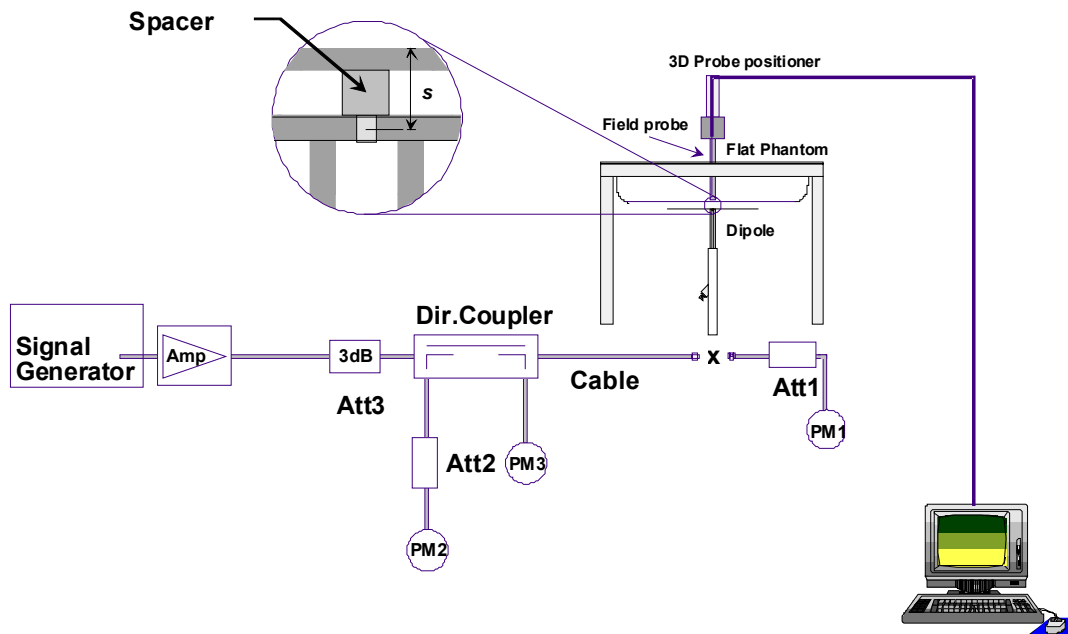 Spacer
s
3D Probe positioner
Field probe
Flat Phantom
Dipole
Dir.Coupler
Signal
Generator
Amp
3dB
Att3
Cable
x
Att1
PM1
Att2
PM3
PM2